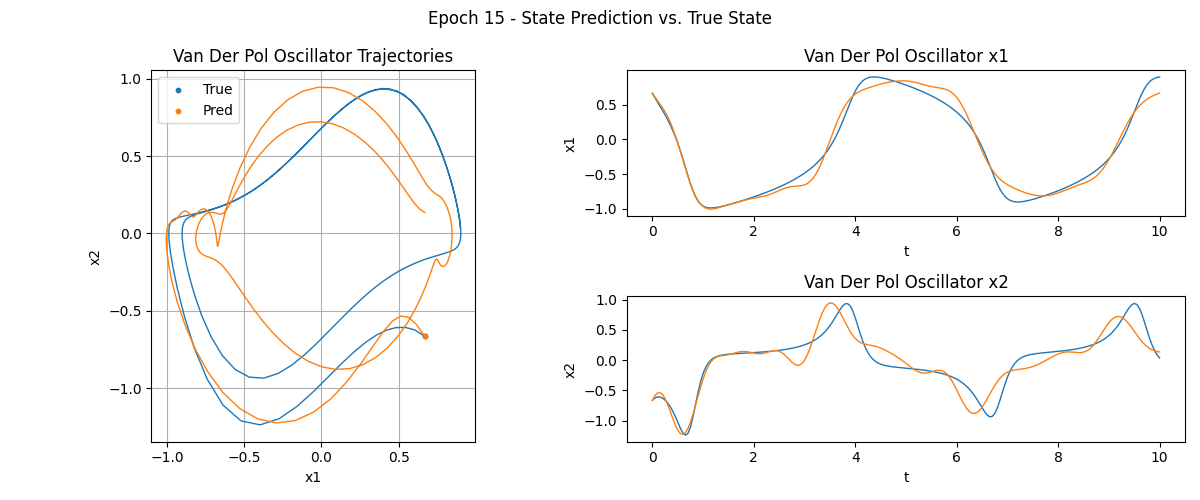 Epoch 15 - State Prediction vs. True State
Van Der Pol Oscillator Trajectories
True
Pred
1.0
0.5
0.0
−0.5
−1.0
x2
−1.0
−0.5
0.0
0.5
x1
Van Der Pol Oscillator x1
0.5
0.0
−0.5
−1.0
x1
0
2
4
6
8
10
t
Van Der Pol Oscillator x2
1.0
0.5
0.0
−0.5
−1.0
x2
0
2
4
6
8
10
t